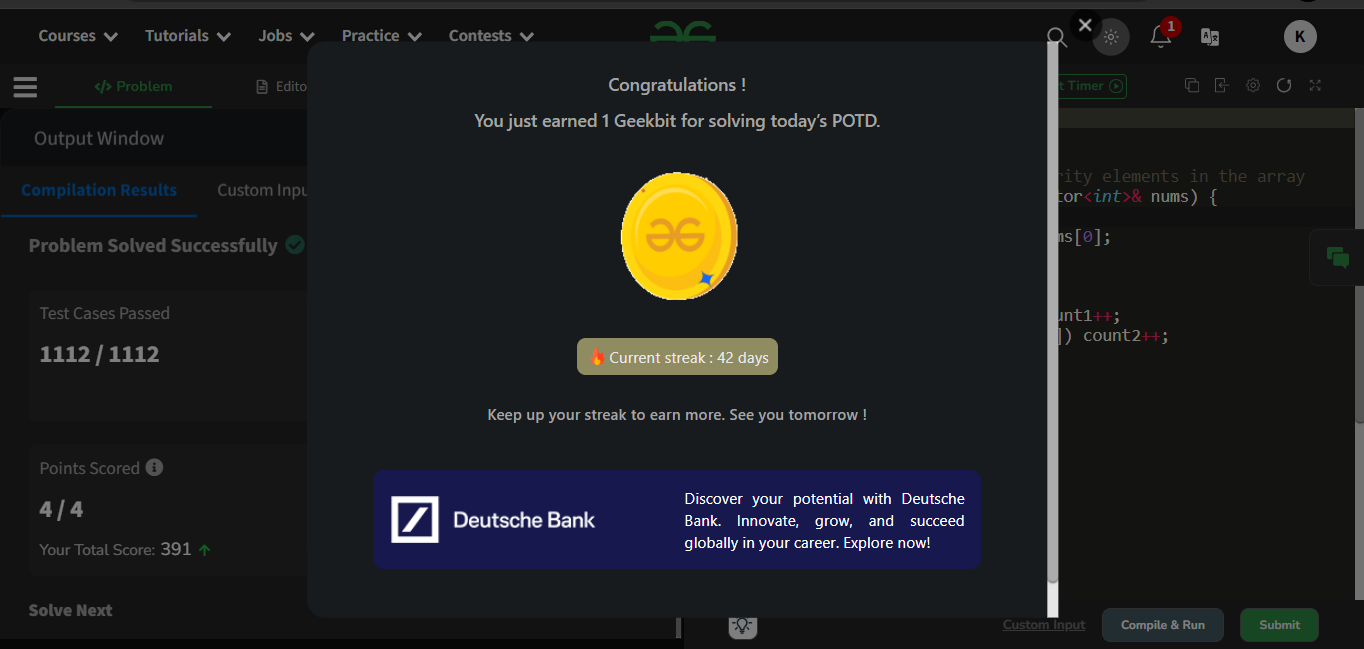 Courses
Tutorials
Jobs
Practice
Contests
1
K
</> Problem
Edito
t Timer
Output Window
Compilation Results
Custom Inpu
Problem Solved Successfully
Test Cases Passed
1112 / 1112
Points Scored
4 / 4
Your Total Score: 391
Solve Next
Congratulations !
You just earned 1 Geekbit for solving today's POTD.
Current streak : 42 days
Keep up your streak to earn more. See you tomorrow !
Deutsche Bank
Discover your potential with Deutsche
Bank. Innovate, grow, and succeed
globally in your career. Explore now!
rity elements in the array
tor<int>& nums) {
ms[0];
unt1++;
]) count2++;
Custom Input
Compile & Run
Submit